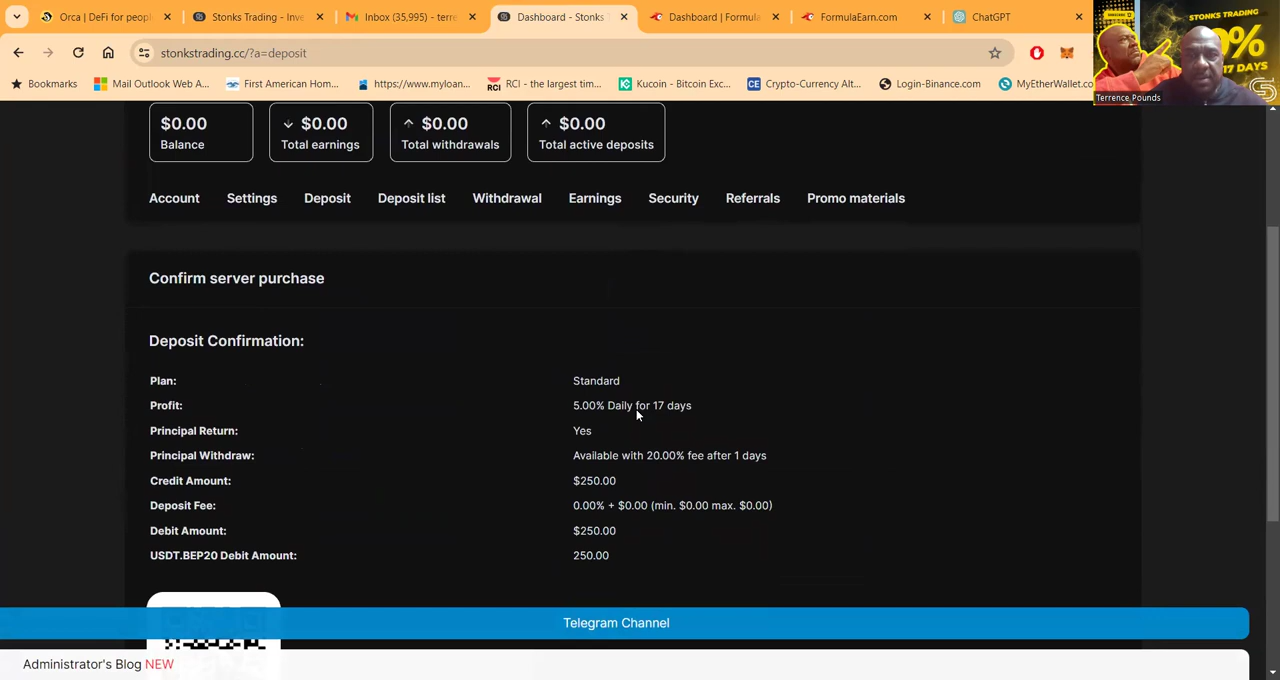 Orca | DeFi for peopl
Stonks Trading - Inve
Inbox (35,995) - terre
Dashboard - Stonks
Dashboard | Formula
FormulaEarn.com
ChatGPT
stonkstrading.cc/?a=deposit
Bookmarks
Mail Outlook Web A...
First American Hom...
https://www.myloan...
RCI - the largest tim...
Kucoin - Bitcoin Exc...
Crypto-Currency Alt...
Login-Binance.com
MyEtherWallet.co
STONKS TRADING
%
17 DAYS
Terrence Pounds
$0.00
Balance
$0.00
Total earnings
$0.00
Total withdrawals
$0.00
Total active deposits
Account Settings Deposit Deposit list Withdrawal Earnings Security Referrals Promo materials
Confirm server purchase
Deposit Confirmation:
Plan: Standard
Profit: 5.00% Daily for 17 days
Principal Return: Yes
Principal Withdraw: Available with 20.00% fee after 1 days
Credit Amount: $250.00
Deposit Fee: 0.00% + $0.00 (min. $0.00 max. $0.00)
Debit Amount: $250.00
USDT.BEP20 Debit Amount: 250.00
Telegram Channel
Administrator's Blog NEW